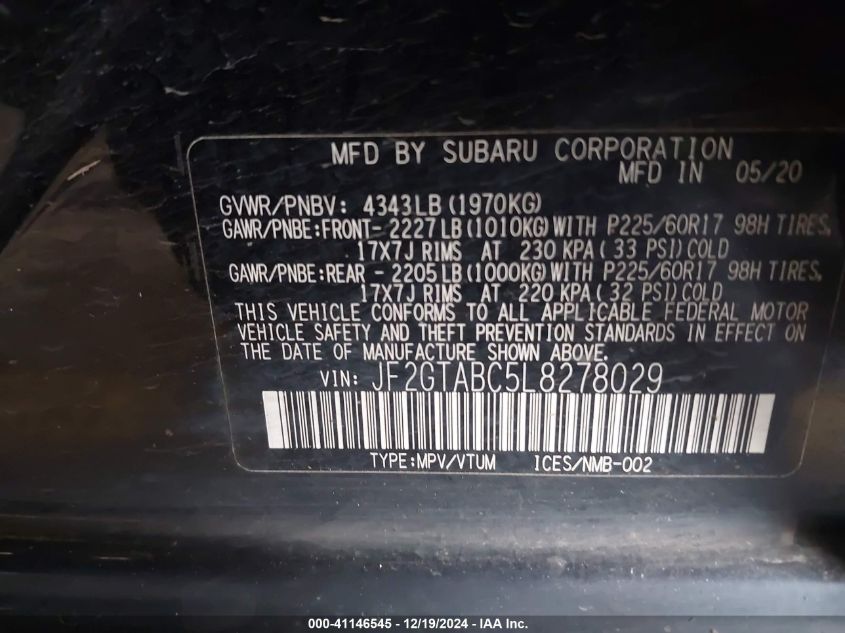 MFD BY SUBARU CORPORATION
MFD IN 05/20
GVWR/PNBV: 4343LB(1970KG)
GAWR/PNBE:FRONT- 2227LB(1010KG)WITH P225/60R17 98H TIRES,
17X7J RIMS AT 230 KPA(33 PSI)COLD
GAWR/PNBE:REAR - 2205LB(1000KG)WITH P225/60R17 98H TIRES,
17X7J RIMS AT 220 KPA(32 PSI)COLD
THIS VEHICLE CONFORMS TO ALL APPLICABLE FEDERAL MOTOR
VEHICLE SAFETY AND THEFT PREVENTION STANDARDS IN EFFECT ON
THE DATE OF MANUFACTURE SHOWN ABOVE.
VIN: JF2GTABC5L8278029
TYPE:MPV/VTUM ICES/NMB-002
000-41146545 - 12/19/2024 - IAA Inc.